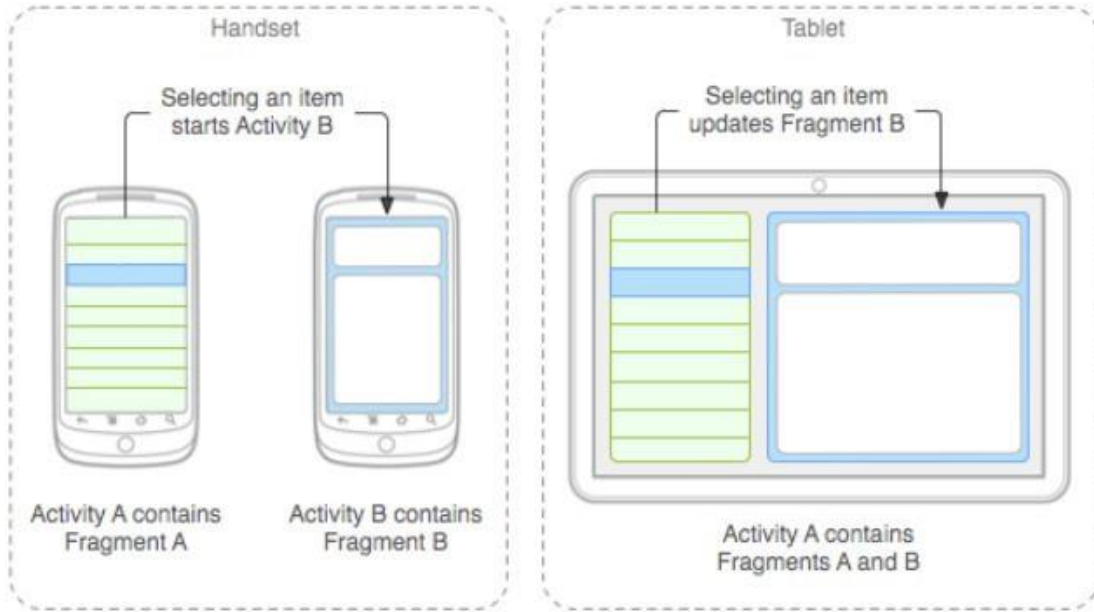 Handset
Selecting an item
starts Activity B
Activity A contains
Fragment A
Activity B contains
Fragment B
Tablet
Selecting an item
updates Fragment B
Activity A contains
Fragments A and B